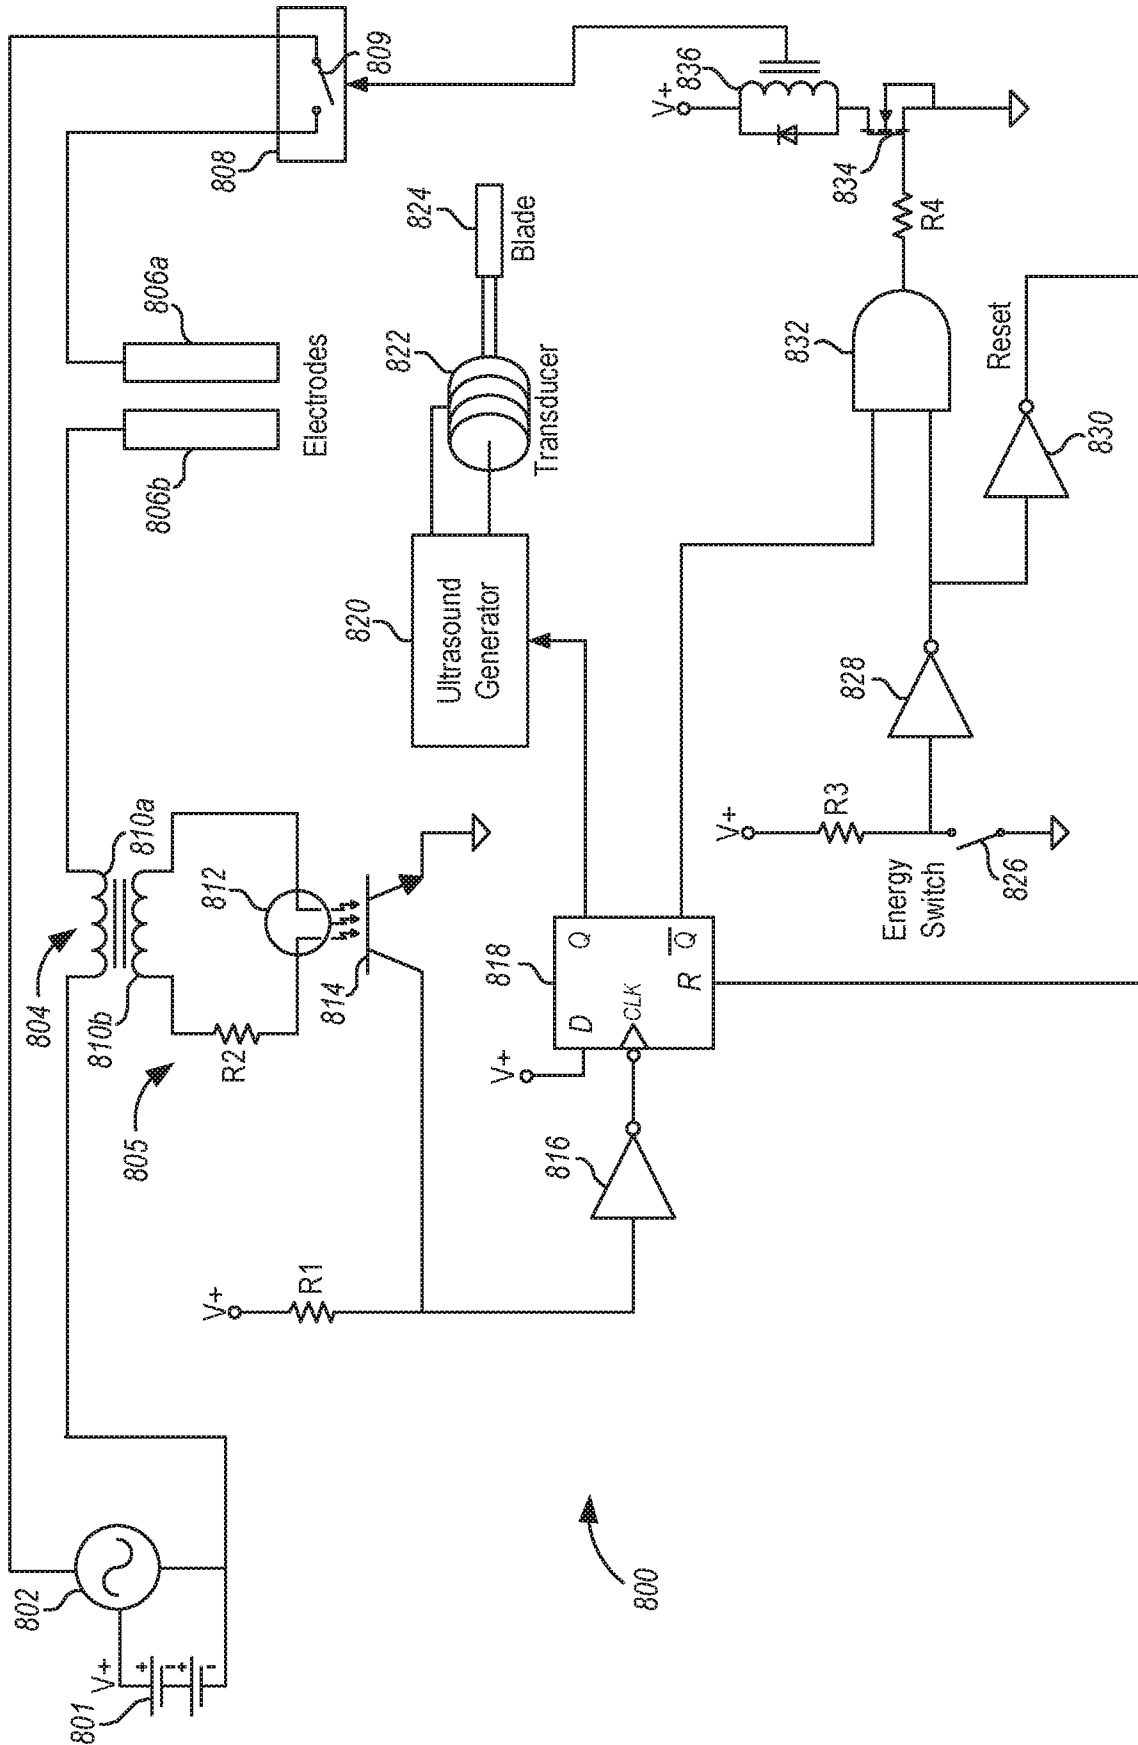 801
V+
+
-
+
-
802
800
V+
R1
804
805
810a
810b
R2
812
814
816
V+
818
D
Q
CLK
Q
R
806a
806b
Electrodes
808
809
820
Ultrasound
Generator
822
Transducer
824
Blade
V+
R3
Energy
Switch
826
828
830
Reset
832
R4
834
V+
836